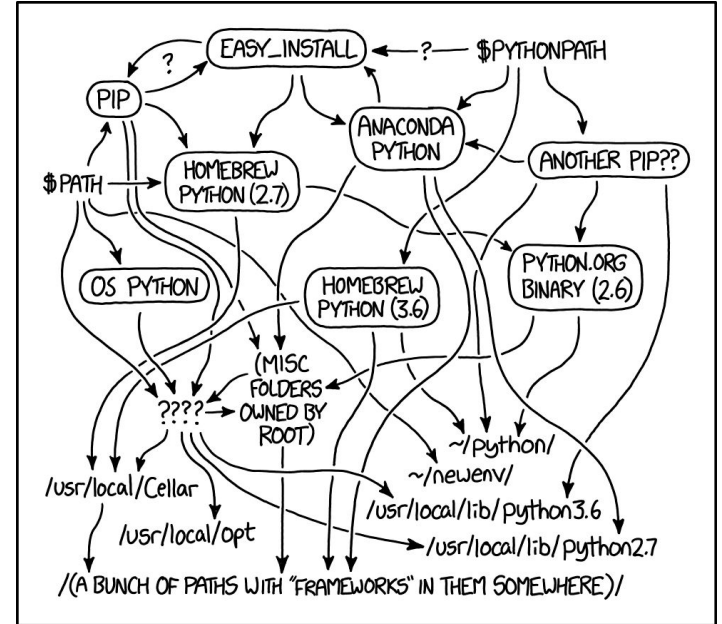 EASY_INSTALL
?
?
$PYTHONPATH
PIP
ANACONDA
PYTHON
ANOTHER PIP??
HOMEBREW
PYTHON (2.7)
$PATH
OS PYTHON
HOMEBREW
PYTHON (3.6)
PYTHON.ORG
BINARY (2.6)
(MISC
FOLDERS
OWNED BY
ROOT)
????
~/python/
~/newenv/
/usr/local/Cellar
/usr/local/lib/python3.6
/usr/local/opt
/usr/local/lib/python2.7
/(A BUNCH OF PATHS WITH "FRAMEWORKS" IN THEM SOMEWHERE)/